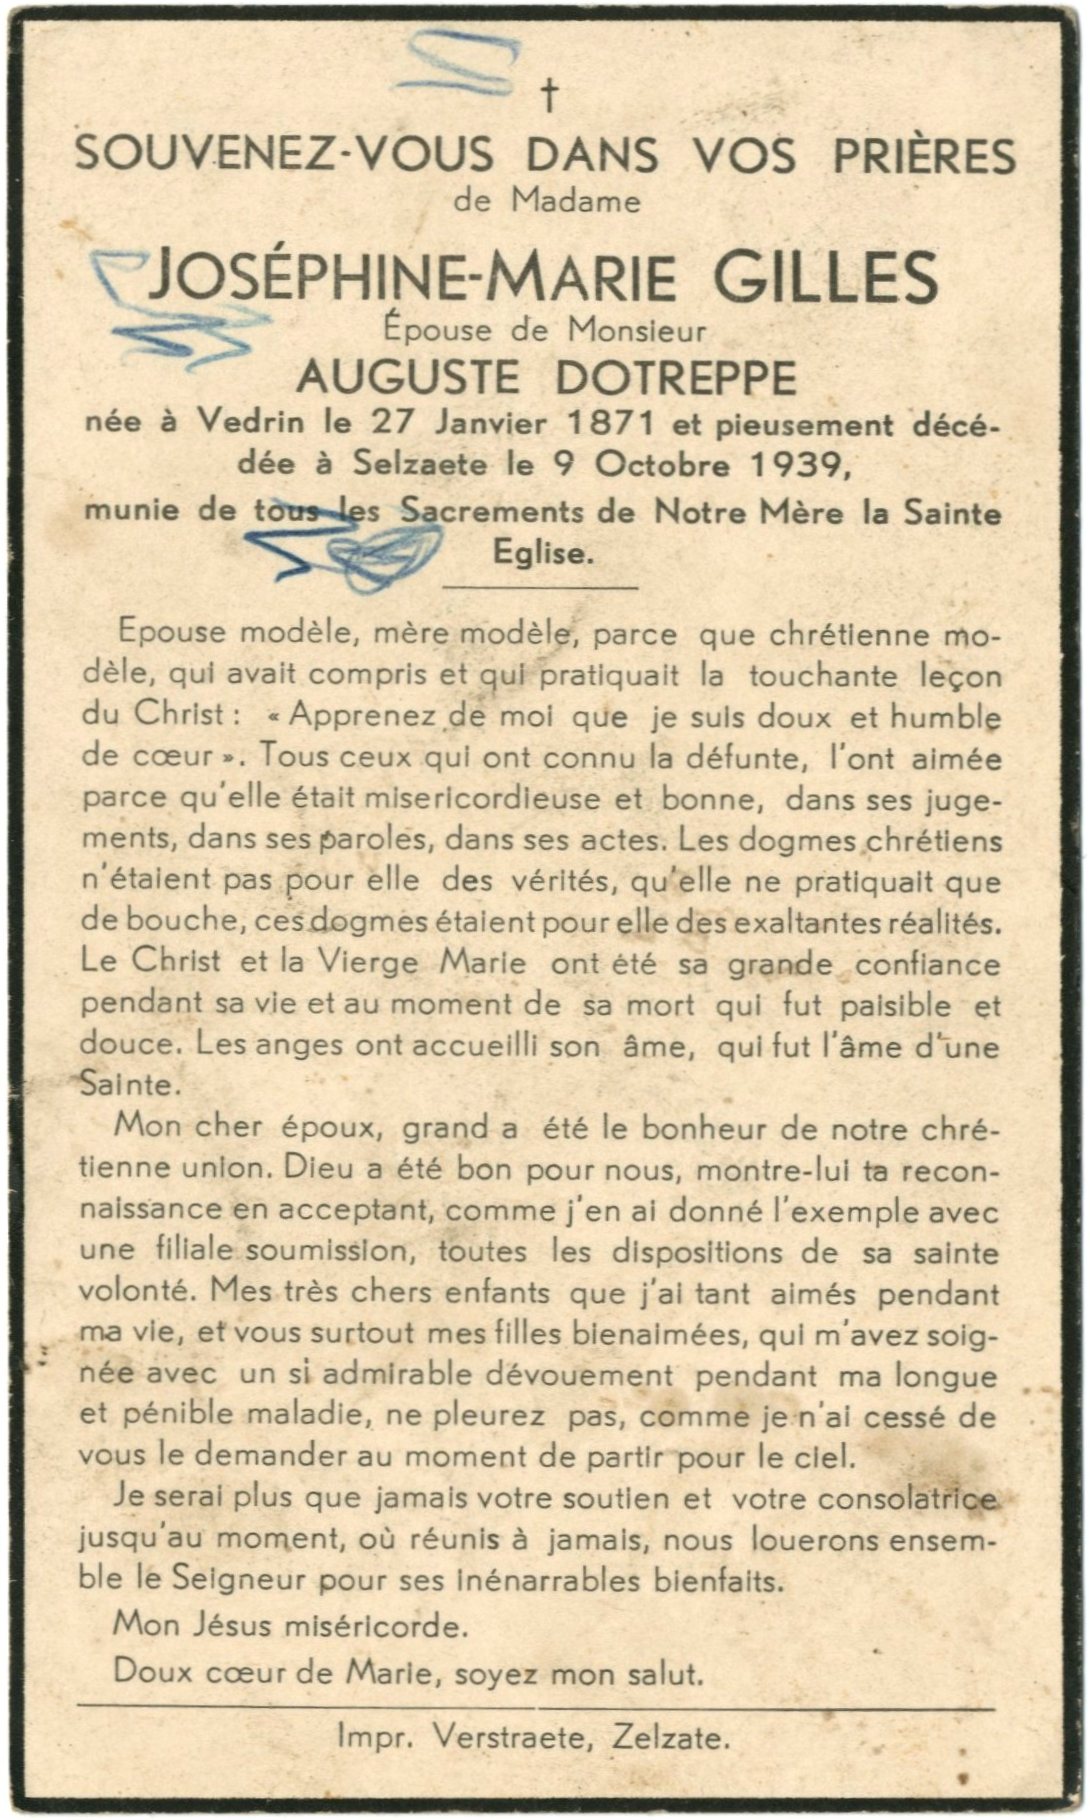 †
SOUVENEZ-VOUS DANS VOS PRIÈRES
de Madame
JOSÉPHINE-MARIE GILLES
Épouse de Monsieur
AUGUSTE DOTREPPE
née à Vedrin le 27 Janvier 1871 et pieusement décé-
dée à Selzaete le 9 Octobre 1939,
munie de tous les Sacrements de Notre Mère la Sainte
Eglise.
Epouse modèle, mère modèle, parce que chrétienne mo-
dèle, qui avait compris et qui pratiquait la touchante leçon
du Christ : « Apprenez de moi que je suis doux et humble
de cœur ». Tous ceux qui ont connu la défunte, l'ont aimée
parce qu'elle était misericordieuse et bonne, dans ses juge-
ments, dans ses paroles, dans ses actes. Les dogmes chrétiens
n'étaient pas pour elle des vérités, qu'elle ne pratiquait que
de bouche, ces dogmes étaient pour elle des exaltantes réalités.
Le Christ et la Vierge Marie ont été sa grande confiance
pendant sa vie et au moment de sa mort qui fut paisible et
douce. Les anges ont accueilli son âme, qui fut l'âme d'une
Sainte.
Mon cher époux, grand a été le bonheur de notre chré-
tienne union. Dieu a été bon pour nous, montre-lui ta recon-
naissance en acceptant, comme j'en ai donné l'exemple avec
une filiale soumission, toutes les dispositions de sa sainte
volonté. Mes très chers enfants que j'ai tant aimés pendant
ma vie, et vous surtout mes filles bienaimées, qui m'avez soig-
née avec un si admirable dévouement pendant ma longue
et pénible maladie, ne pleurez pas, comme je n'ai cessé de
vous le demander au moment de partir pour le ciel.
Je serai plus que jamais votre soutien et votre consolatrice
jusqu'au moment, où réunis à jamais, nous louerons ensem-
ble le Seigneur pour ses inénarrables bienfaits.
Mon Jésus miséricorde.
Doux cœur de Marie, soyez mon salut.
Impr. Verstraete, Zelzate.